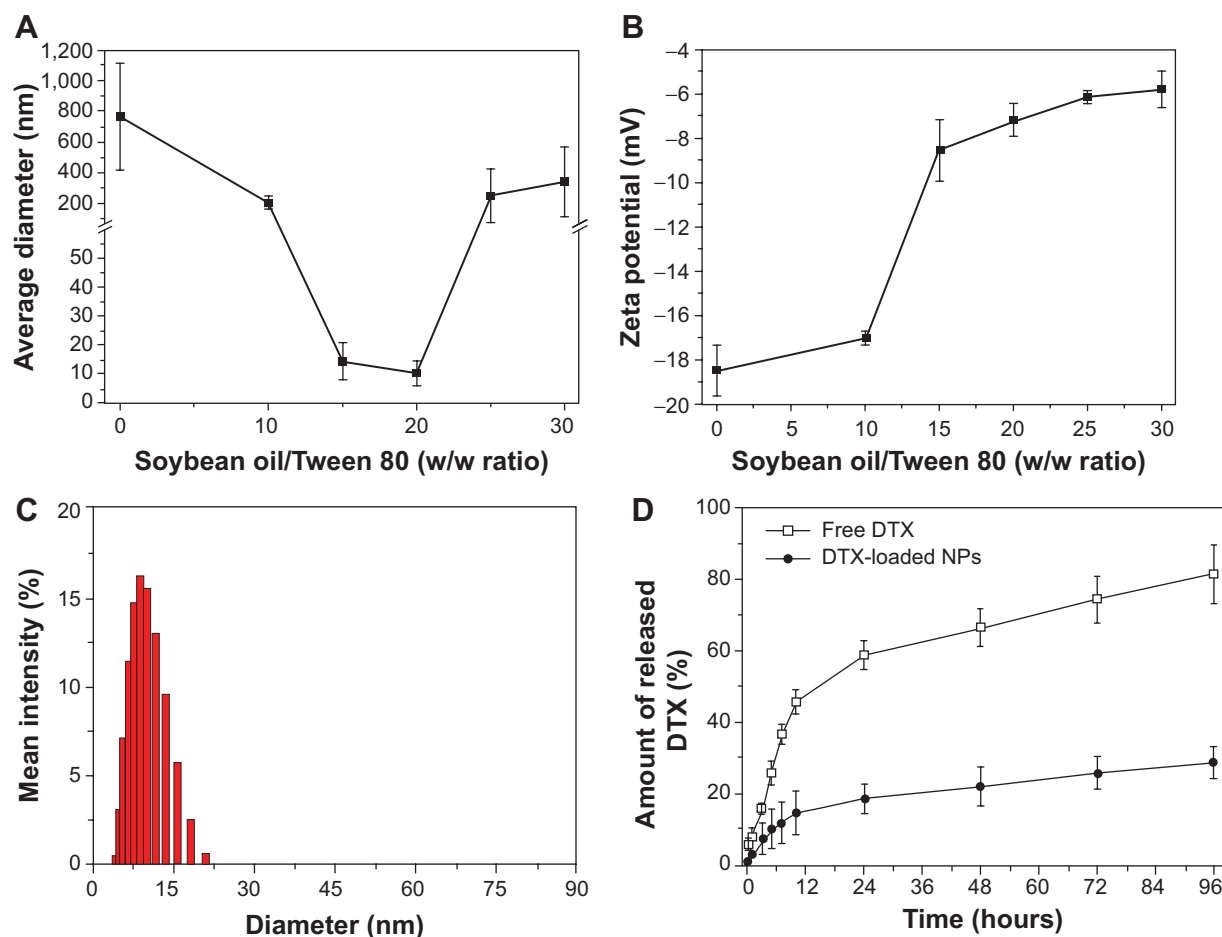 A
Average diameter (nm)
1,200
1,000
800
600
400
200
50
40
30
20
10
0
0 10 20 30
Soybean oil/Tween 80 (w/w ratio)
B
Zeta potential (mV)
−4
−6
−8
−10
−12
−14
−16
−18
−20
0 5 10 15 20 25 30
Soybean oil/Tween 80 (w/w ratio)
C
Mean intensity (%)
20
15
10
5
0
0 15 30 45 60 75 90
Diameter (nm)
D
Amount of released
DTX (%)
100
80
60
40
20
0
Free DTX
DTX-loaded NPs
0 12 24 36 48 60 72 84 96
Time (hours)